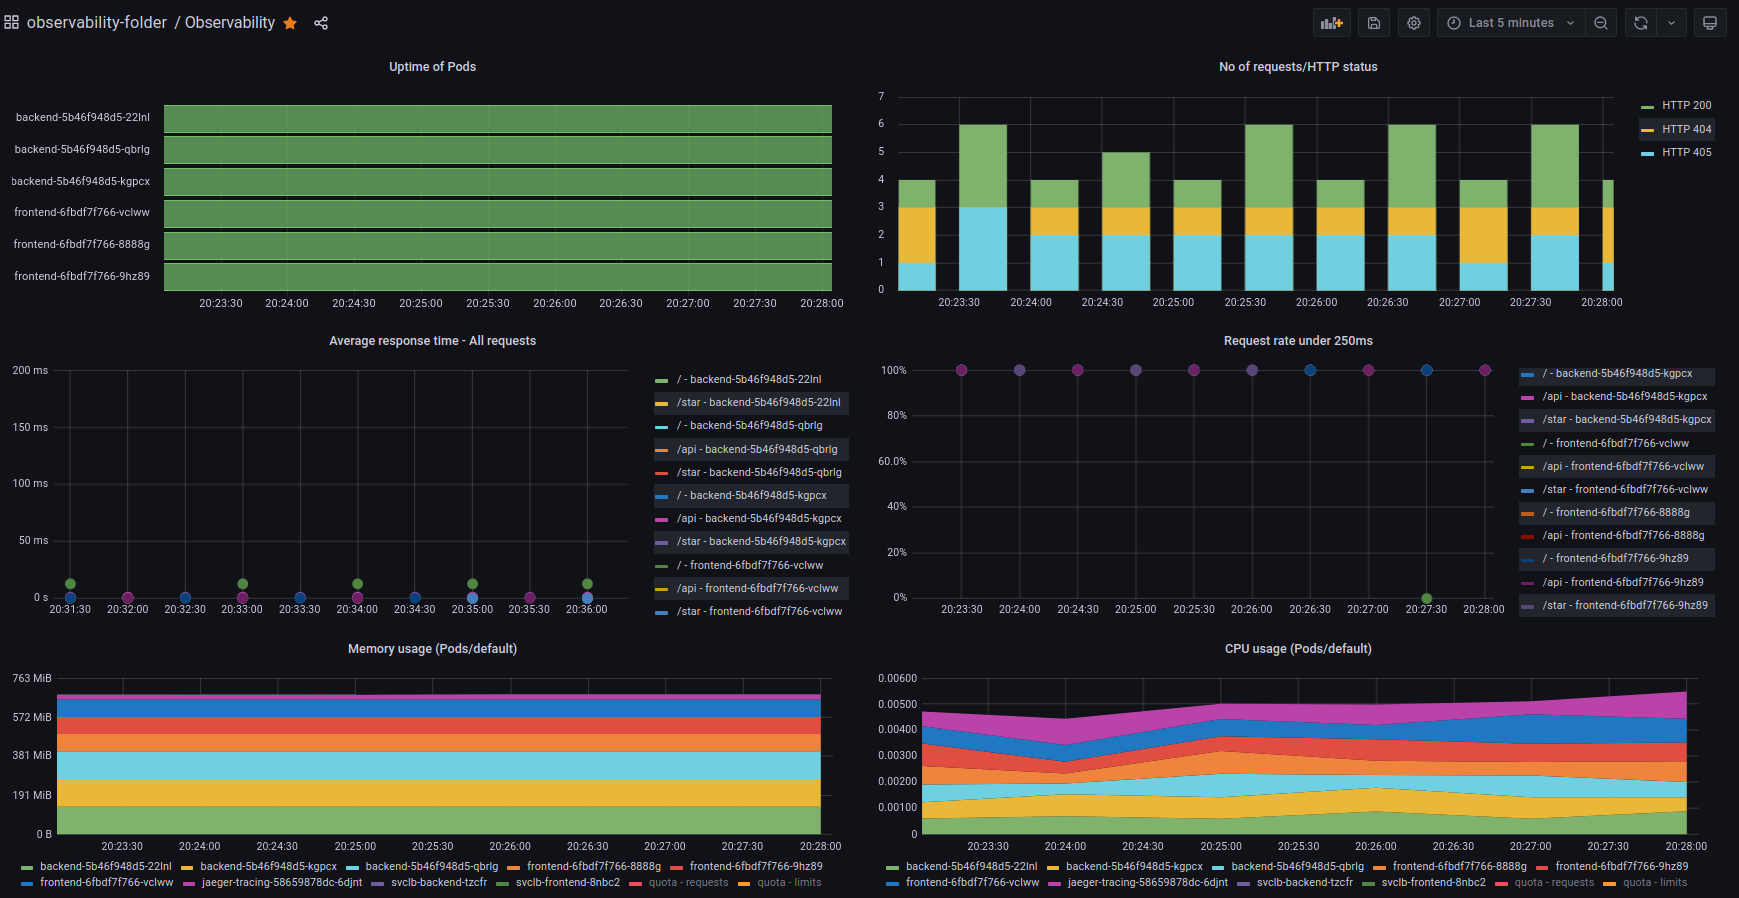 observability-folder / Observability
Last 5 minutes
Uptime of Pods
backend-5b46f948d5-22lnl
backend-5b46f948d5-qbrlg
backend-5b46f948d5-kgpcx
frontend-6fbdf7f766-vclww
frontend-6fbdf7f766-8888g
frontend-6fbdf7f766-9hz89
20:23:30 20:24:00 20:24:30 20:25:00 20:25:30 20:26:00 20:26:30 20:27:00 20:27:30 20:28:00
No of requests/HTTP status
7
6
5
4
3
2
1
0
20:23:30 20:24:00 20:24:30 20:25:00 20:25:30 20:26:00 20:26:30 20:27:00 20:27:30 20:28:00
HTTP 200
HTTP 404
HTTP 405
Average response time - All requests
200 ms
150 ms
100 ms
50 ms
0 s
20:31:30 20:32:00 20:32:30 20:33:00 20:33:30 20:34:00 20:34:30 20:35:00 20:35:30 20:36:00
/ - backend-5b46f948d5-22lnl
/star - backend-5b46f948d5-22lnl
/ - backend-5b46f948d5-qbrlg
/api - backend-5b46f948d5-qbrlg
/star - backend-5b46f948d5-qbrlg
/ - backend-5b46f948d5-kgpcx
/api - backend-5b46f948d5-kgpcx
/star - backend-5b46f948d5-kgpcx
/ - frontend-6fbdf7f766-vclww
/api - frontend-6fbdf7f766-vclww
/star - frontend-6fbdf7f766-vclww
Request rate under 250ms
100%
80%
60.0%
40%
20%
0%
20:23:30 20:24:00 20:24:30 20:25:00 20:25:30 20:26:00 20:26:30 20:27:00 20:27:30 20:28:00
/ - backend-5b46f948d5-kgpcx
/api - backend-5b46f948d5-kgpcx
/star - backend-5b46f948d5-kgpcx
/ - frontend-6fbdf7f766-vclww
/api - frontend-6fbdf7f766-vclww
/star - frontend-6fbdf7f766-vclww
/ - frontend-6fbdf7f766-8888g
/api - frontend-6fbdf7f766-8888g
/ - frontend-6fbdf7f766-9hz89
/api - frontend-6fbdf7f766-9hz89
/star - frontend-6fbdf7f766-9hz89
Memory usage (Pods/default)
763 MiB
572 MiB
381 MiB
191 MiB
0 B
20:23:30 20:24:00 20:24:30 20:25:00 20:25:30 20:26:00 20:26:30 20:27:00 20:27:30 20:28:00
backend-5b46f948d5-22lnl backend-5b46f948d5-kgpcx backend-5b46f948d5-qbrlg frontend-6fbdf7f766-8888g frontend-6fbdf7f766-9hz89
frontend-6fbdf7f766-vclww jaeger-tracing-58659878dc-6djnt svclb-backend-tzcfr svclb-frontend-8nbc2 quota - requests quota - limits
CPU usage (Pods/default)
0.00600
0.00500
0.00400
0.00300
0.00200
0.00100
0
20:23:30 20:24:00 20:24:30 20:25:00 20:25:30 20:26:00 20:26:30 20:27:00 20:27:30 20:28:00
backend-5b46f948d5-22lnl backend-5b46f948d5-kgpcx backend-5b46f948d5-qbrlg frontend-6fbdf7f766-8888g frontend-6fbdf7f766-9hz89
frontend-6fbdf7f766-vclww jaeger-tracing-58659878dc-6djnt svclb-backend-tzcfr svclb-frontend-8nbc2 quota - requests quota - limits